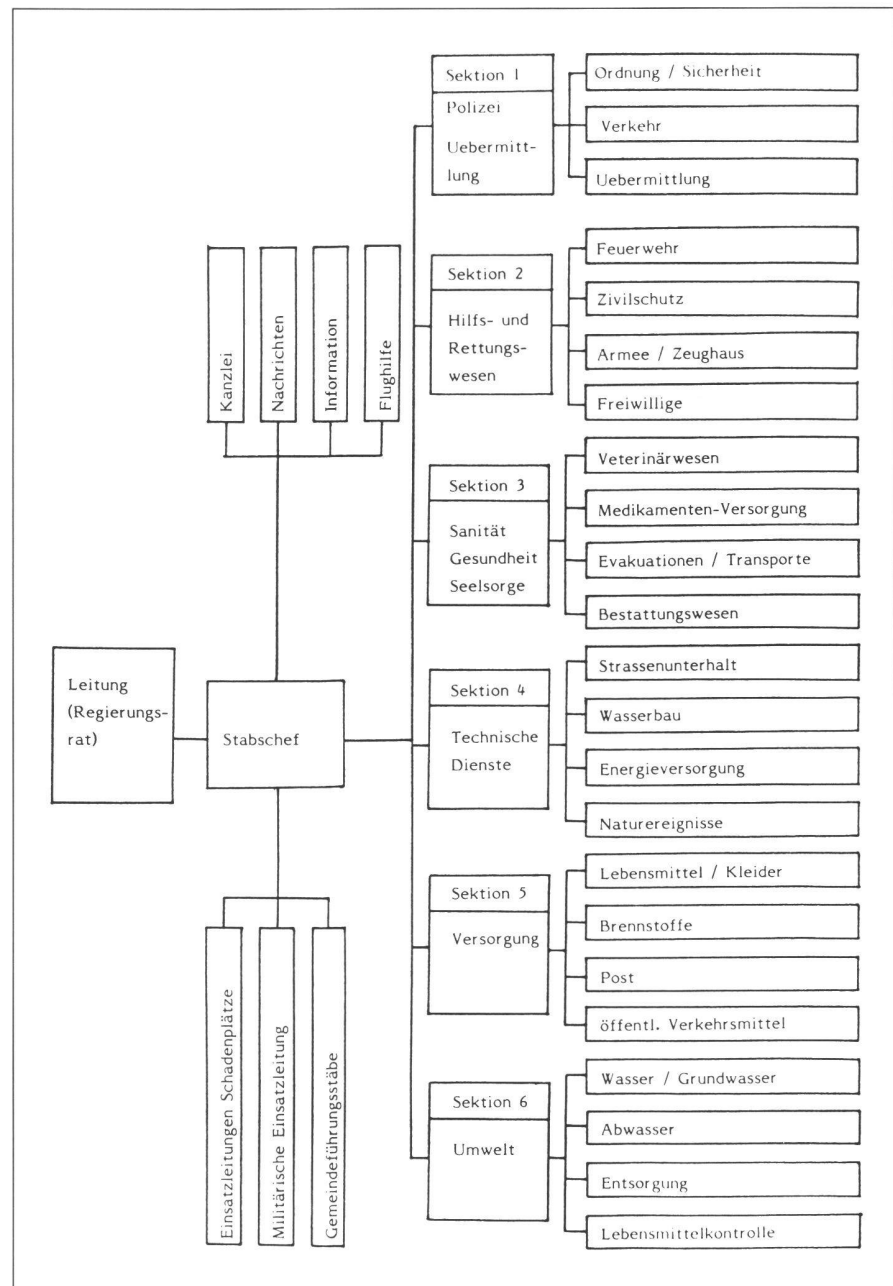 Leitung
(Regierungs-
rat)
Stabschef
Kanzlei
Nachrichten
Information
Flughilfe
Einsatzleitungen Schadenplätze
Militärische Einsatzleitung
Gemeindeführungsstäbe
Sektion 1
Polizei
Uebermitt-
lung
Ordnung / Sicherheit
Verkehr
Uebermittlung
Sektion 2
Hilfs- und
Rettungs-
wesen
Feuerwehr
Zivilschutz
Armee / Zeughaus
Freiwillige
Sektion 3
Sanität
Gesundheit
Seelsorge
Veterinärwesen
Medikamenten-Versorgung
Evakuationen / Transporte
Bestattungswesen
Sektion 4
Technische
Dienste
Strassenunterhalt
Wasserbau
Energieversorgung
Naturereignisse
Sektion 5
Versorgung
Lebensmittel / Kleider
Brennstoffe
Post
öffentl. Verkehrsmittel
Sektion 6
Umwelt
Wasser / Grundwasser
Abwasser
Entsorgung
Lebensmittelkontrolle